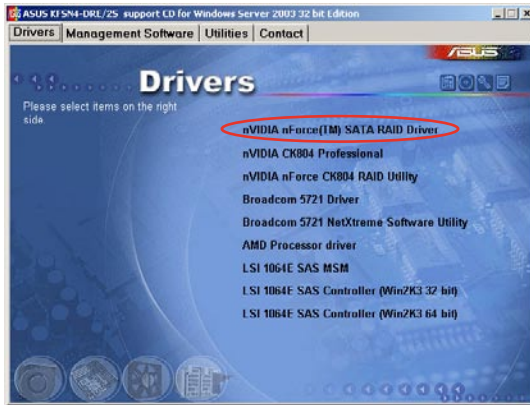 ASUS KFSN4-DRE/2S support CD for Windows Server 2003 32 bit Edition
Drivers Management Software Utilities Contact
ASUS
Drivers
Please select items on the right
side.
nVIDIA nForce(TM) SATA RAID Driver
nVIDIA CK804 Professional
nVIDIA nForce CK804 RAID Utility
Broadcom 5721 Driver
Broadcom 5721 NetXtreme Software Utility
AMD Processor driver
LSI 1064E SAS MSM
LSI 1064E SAS Controller (Win2K3 32 bit)
LSI 1064E SAS Controller (Win2K3 64 bit)